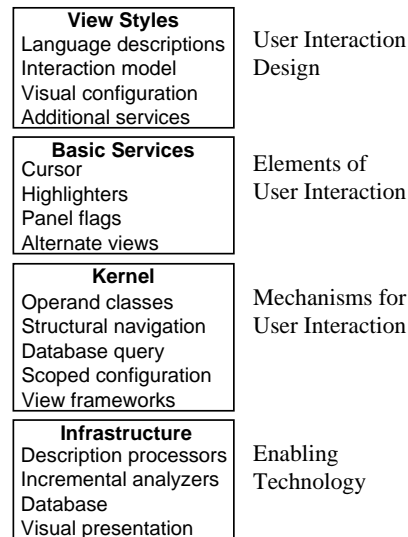 View Styles
Language descriptions
Interaction model
Visual configuration
Additional services
User Interaction
Design
Basic Services
Cursor
Highlighters
Panel flags
Alternate views
Elements of
User Interaction
Kernel
Operand classes
Structural navigation
Database query
Scoped configuration
View frameworks
Mechanisms for
User Interaction
Infrastructure
Description processors
Incremental analyzers
Database
Visual presentation
Enabling
Technology